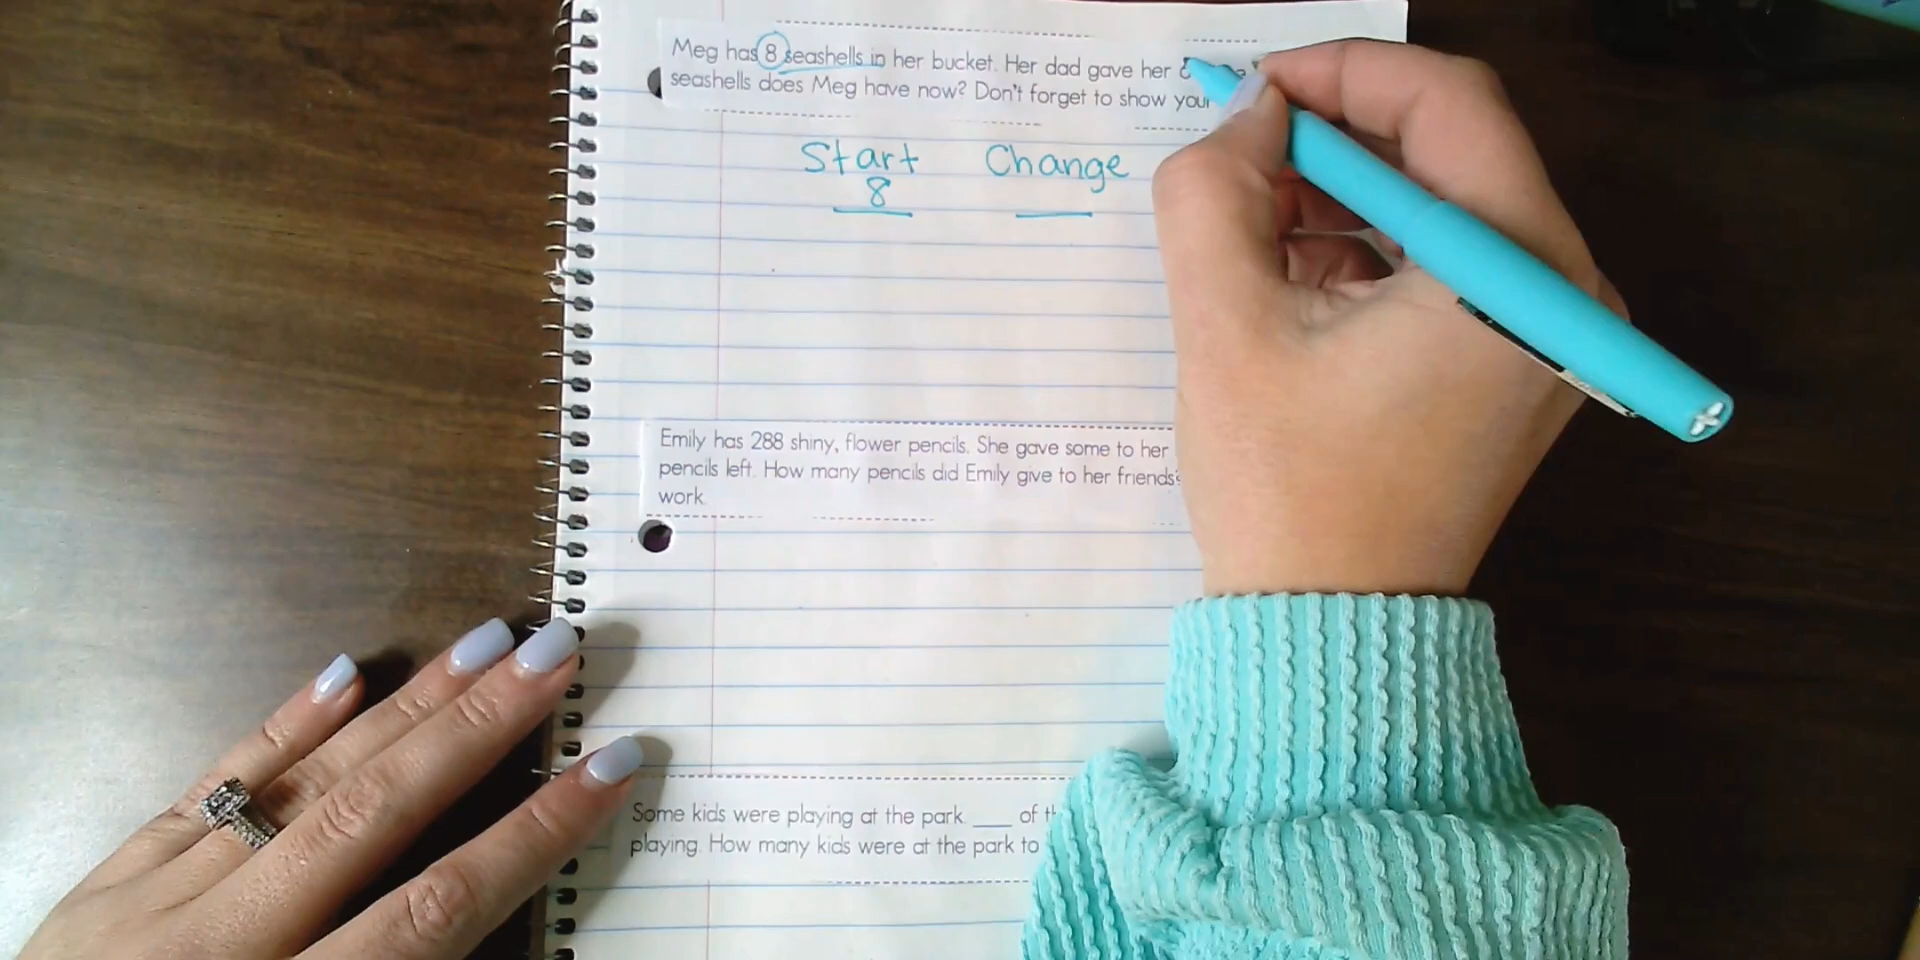 Meg has 8 seashells in her bucket. Her dad gave her
seashells does Meg have now? Don't forget to show your
Start Change
8
Emily has 288 shiny, flower pencils. She gave some to her
pencils left. How many pencils did Emily give to her friends?
work.
Some kids were playing at the park. ___ of
playing. How many kids were at the park to